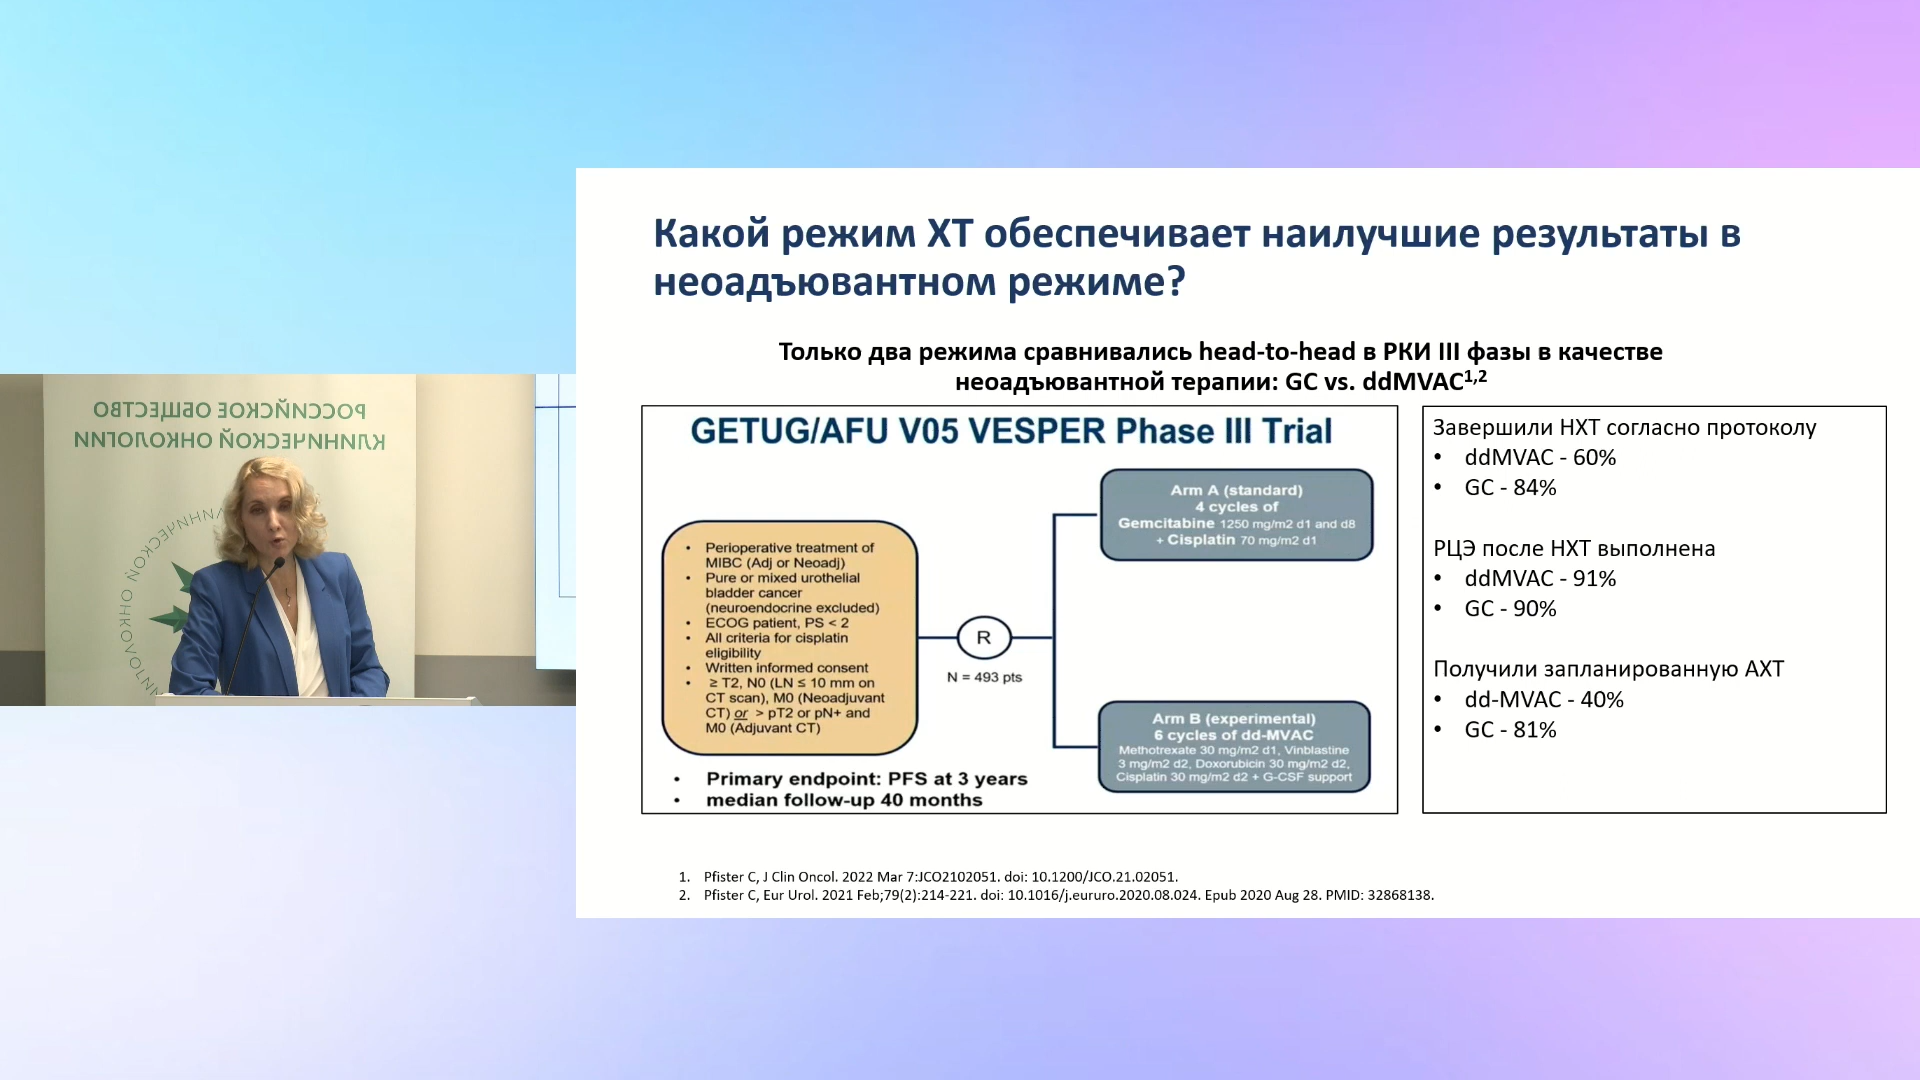 Какой режим ХТ обеспечивает наилучшие результаты в
неоадъювантном режиме?
Только два режима сравнивались head-to-head в РКИ III фазы в качестве
неоадъювантной терапии: GC vs. ddMVAC1,2
GETUG/AFU V05 VESPER Phase III Trial
• Perioperative treatment of
MIBC (Adj or Neoadj)
• Pure or mixed urothelial
bladder cancer
(neuroendocrine excluded)
• ECOG patient, PS < 2
• All criteria for cisplatin
eligibility
• Written informed consent
• ≥ T2, N0 (LN ≤ 10 mm on
CT scan), M0 (Neoadjuvant
CT) or > pT2 or pN+ and
M0 (Adjuvant CT)
R
N = 493 pts
Arm A (standard)
4 cycles of
Gemcitabine 1250 mg/m2 d1 and d8
+ Cisplatin 70 mg/m2 d1
Arm B (experimental)
6 cycles of dd-MVAC
Methotrexate 30 mg/m2 d1, Vinblastine
3 mg/m2 d2, Doxorubicin 30 mg/m2 d2,
Cisplatin 30 mg/m2 d2 + G-CSF support
• Primary endpoint: PFS at 3 years
• median follow-up 40 months
Завершили НХТ согласно протоколу
• ddMVAC - 60%
• GC - 84%
РЦЭ после НХТ выполнена
• ddMVAC - 91%
• GC - 90%
Получили запланированную АХТ
• dd-MVAC - 40%
• GC - 81%
1. Pfister C, J Clin Oncol. 2022 Mar 7:JCO2102051. doi: 10.1200/JCO.21.02051.
2. Pfister C, Eur Urol. 2021 Feb;79(2):214-221. doi: 10.1016/j.eururo.2020.08.024. Epub 2020 Aug 28. PMID: 32868138.
РОССИЙСКОЕ ОБЩЕСТВО
КЛИНИЧЕСКОЙ ОНКОЛОГИИ